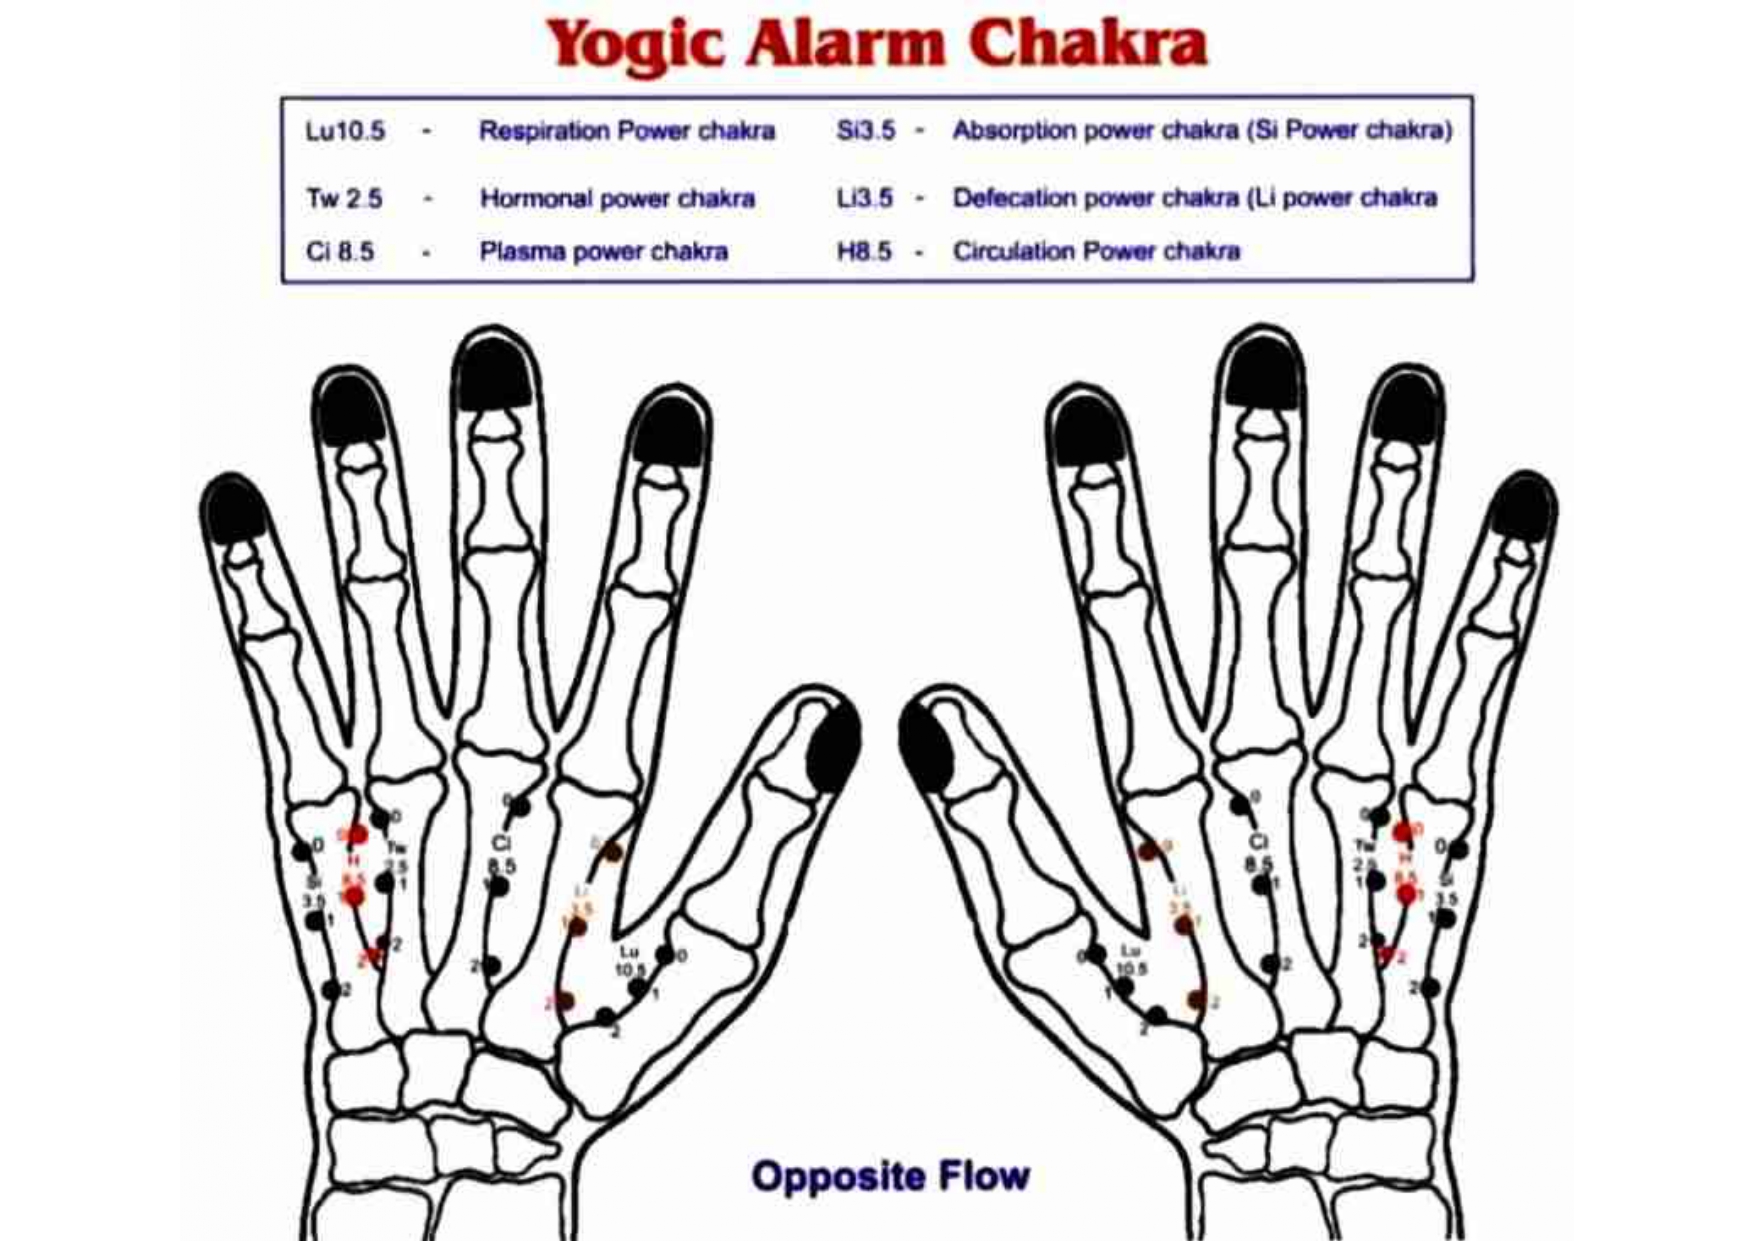 Yogic Alarm Chakra
Lu10.5 - Respiration Power chakra Si3.5 - Absorption power chakra (Si Power chakra)
Tw 2.5 - Hormonal power chakra Li3.5 - Defecation power chakra (Li power chakra
Ci 8.5 - Plasma power chakra H8.5 - Circulation Power chakra
0
Ci
8.5
1
2
0
Tw
2.5
1
2
0
H
8.5
1
2
0
Si
3.5
1
2
0
Li
3.5
1
2
Lu
10.5
0
1
2
0
Ci
8.5
1
2
0
Tw
2.5
1
2
0
H
8.5
1
2
0
Si
3.5
1
2
0
Li
3.5
1
2
Lu
10.5
0
1
2
Opposite Flow